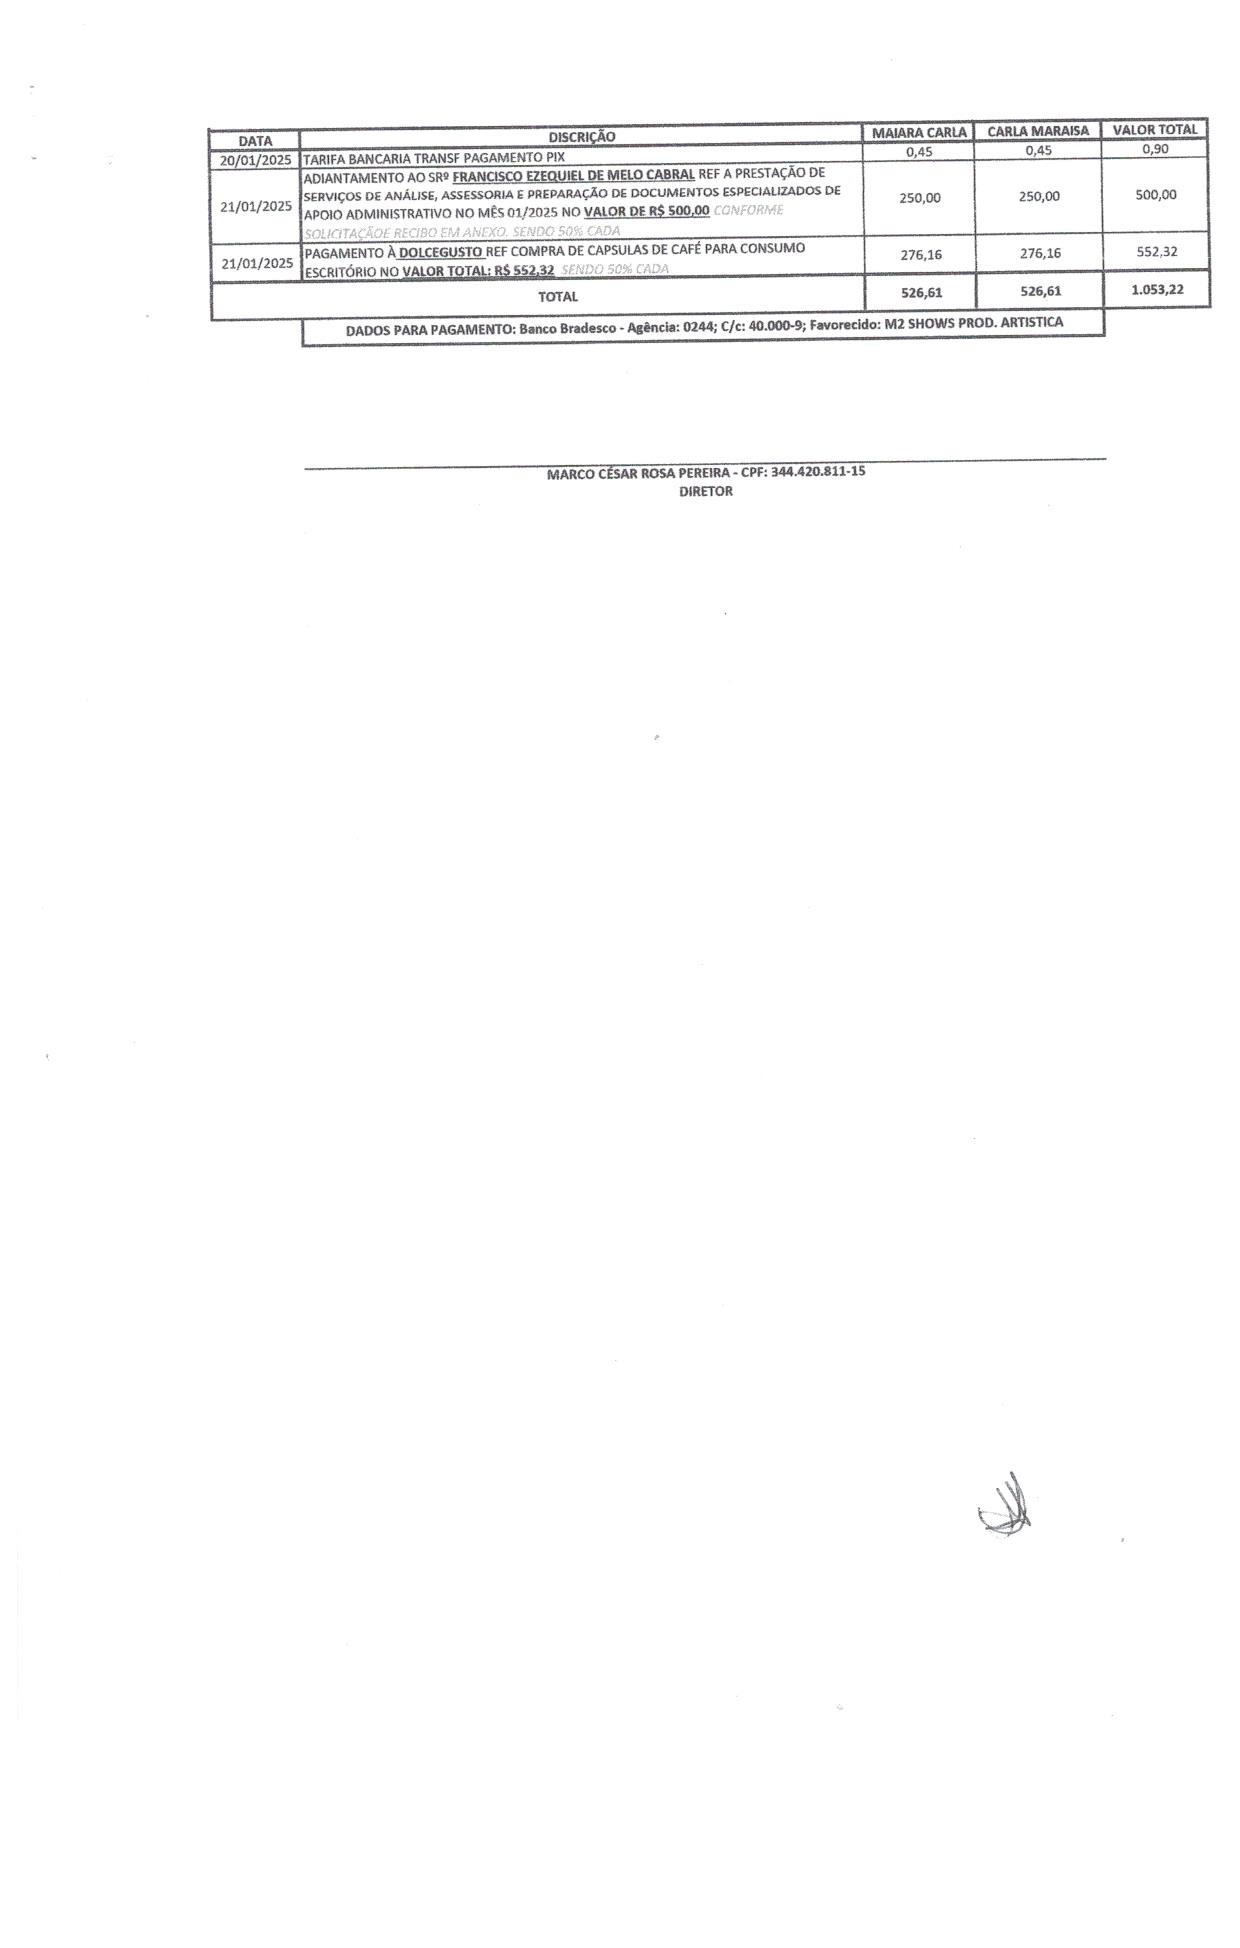 DATA DISCRIÇÃO MAIARA CARLA CARLA MARAISA VALOR TOTAL
20/01/2025 TARIFA BANCARIA TRANSF PAGAMENTO PIX 0,45 0,45 0,90
ADIANTAMENTO AO SRº FRANCISCO EZEQUIEL DE MELO CABRAL REF A PRESTAÇÃO DE
SERVIÇOS DE ANÁLISE, ASSESSORIA E PREPARAÇÃO DE DOCUMENTOS ESPECIALIZADOS DE
21/01/2025 APOIO ADMINISTRATIVO NO MÊS 01/2025 NO VALOR DE R$ 500,00 CONFORME 250,00 250,00 500,00
SOLICITAÇÃOE RECIBO EM ANEXO. SENDO 50% CADA
PAGAMENTO À DOLCEGUSTO REF COMPRA DE CAPSULAS DE CAFÉ PARA CONSUMO
21/01/2025 ESCRITÓRIO NO VALOR TOTAL: R$ 552,32 SENDO 50% CADA 276,16 276,16 552,32
TOTAL 526,61 526,61 1.053,22
DADOS PARA PAGAMENTO: Banco Bradesco - Agência: 0244; C/c: 40.000-9; Favorecido: M2 SHOWS PROD. ARTISTICA
MARCO CÉSAR ROSA PEREIRA - CPF: 344.420.811-15
DIRETOR